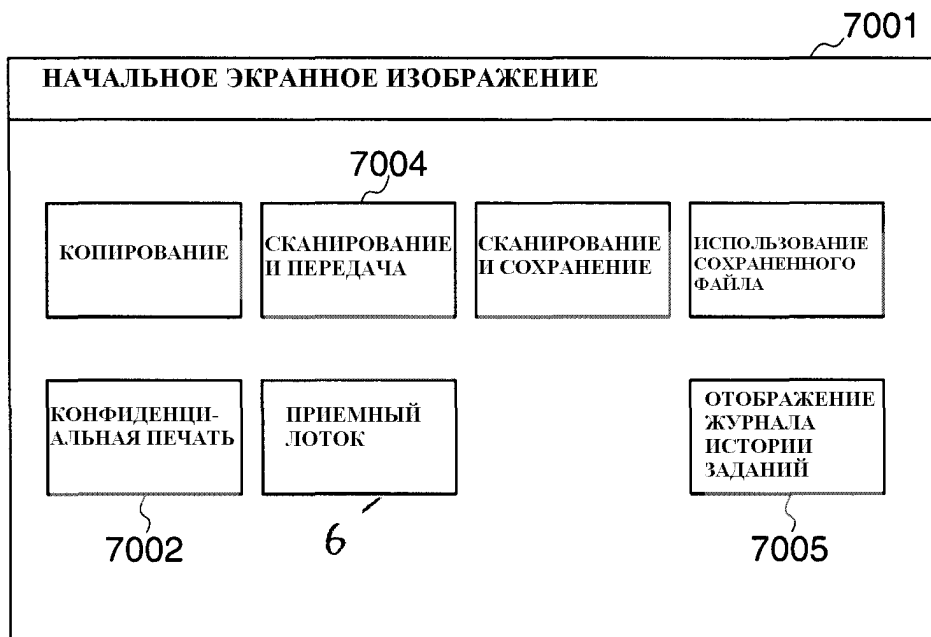 7001
НАЧАЛЬНОЕ ЭКРАННОЕ ИЗОБРАЖЕНИЕ
7004
КОПИРОВАНИЕ
СКАНИРОВАНИЕ
И ПЕРЕДАЧА
СКАНИРОВАНИЕ
И СОХРАНЕНИЕ
ИСПОЛЬЗОВАНИЕ
СОХРАНЕННОГО
ФАЙЛА
КОНФИДЕНЦИ-
АЛЬНАЯ ПЕЧАТЬ
ПРИЕМНЫЙ
ЛОТОК
ОТОБРАЖЕНИЕ
ЖУРНАЛА
ИСТОРИИ
ЗАДАНИЙ
7002
6
7005